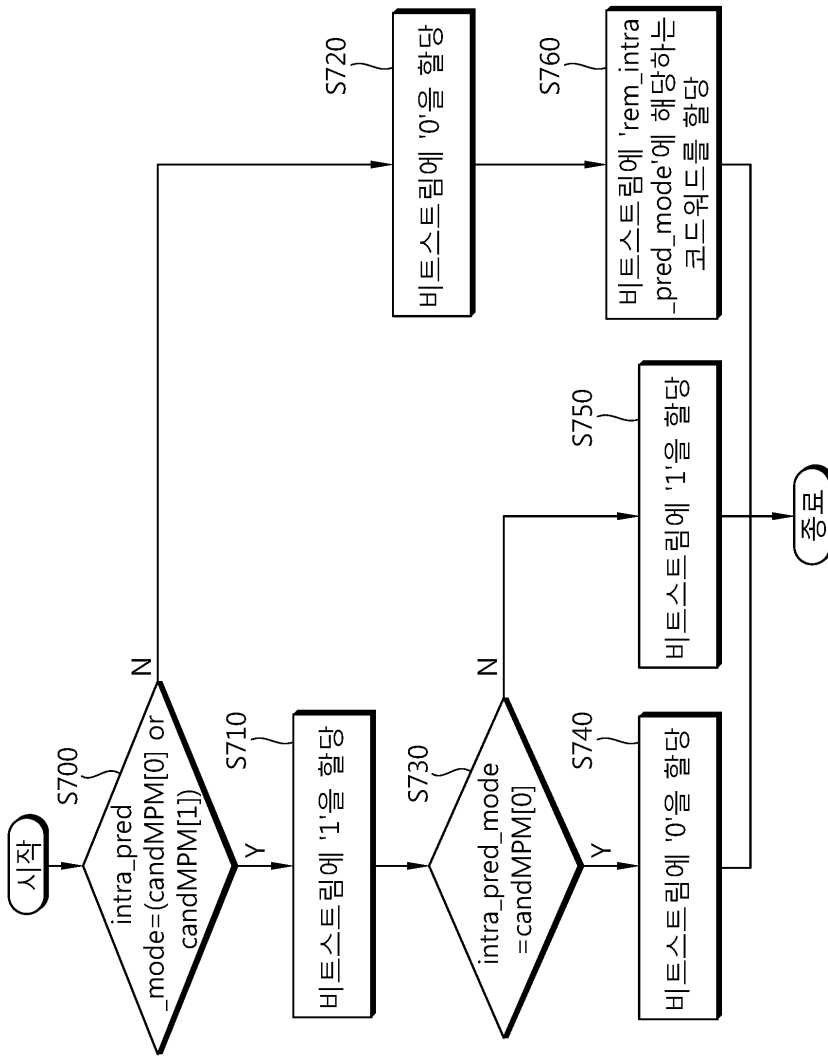 시작
S700
intra_pred
_mode=(candMPM[0] or
candMPM[1])
N
Y
S710
비트스트림에 '1'을 할당
S720
비트스트림에 '0'을 할당
S730
intra_pred_mode
=candMPM[0]
N
Y
S740
비트스트림에 '0'을 할당
S750
비트스트림에 '1'을 할당
S760
비트스트림에 'rem_intra
_pred_mode'에 해당하는
코드워드를 할당
종료